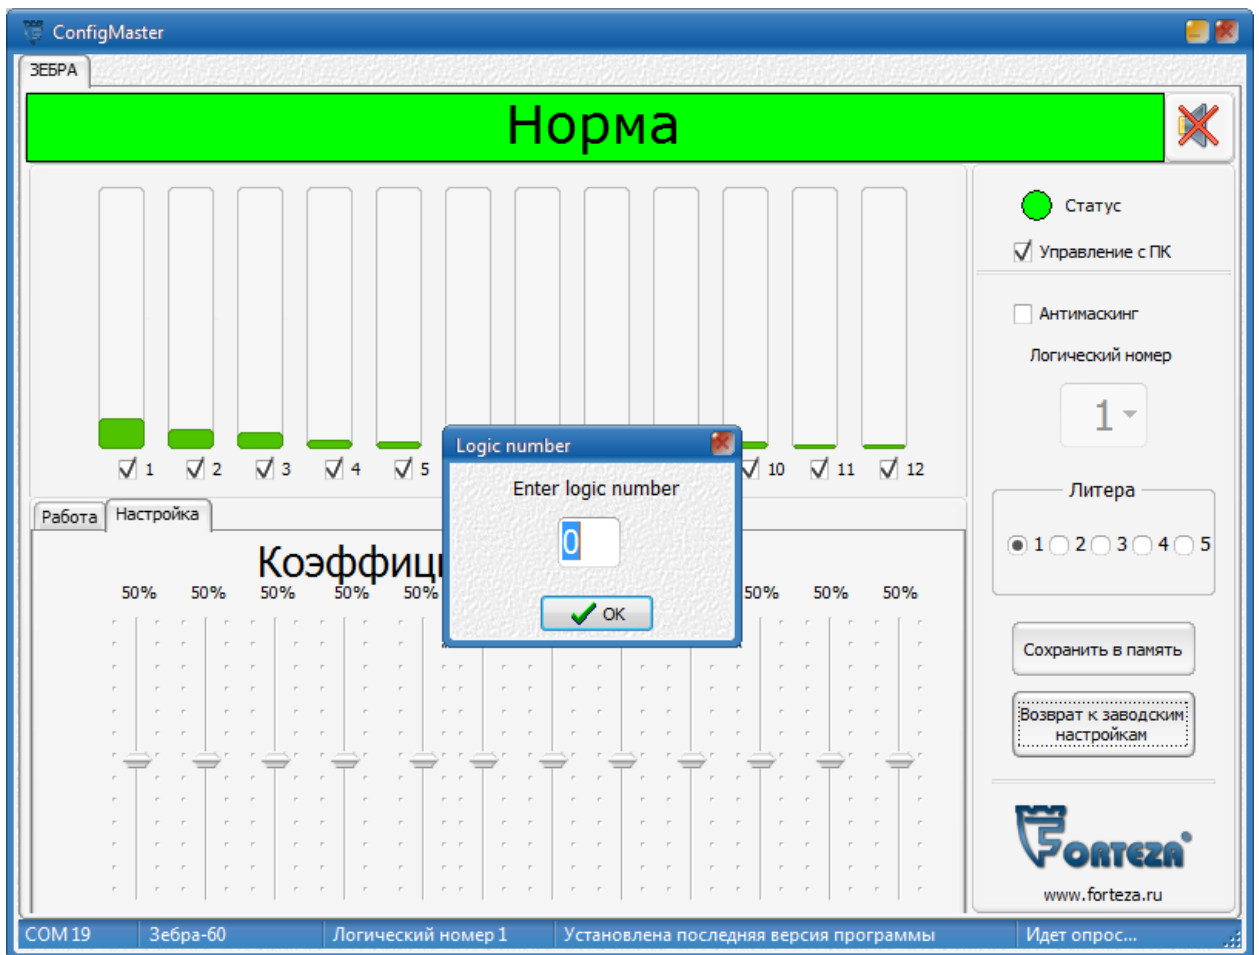 ConfigMaster
ЗЕБРА
Норма
Статус
Управление с ПК
Антимаскинг
Логический номер
1
1 2 3 4 5 10 11 12
Logic number
Enter logic number
0
OK
Литера
1 2 3 4 5
Работа Настройка
Коэффиц
50% 50% 50% 50% 50% 50% 50% 50%
Сохранить в память
Возврат к заводским
настройкам
FORTEZA
www.forteza.ru
COM 19 Зебра-60 Логический номер 1 Установлена последняя версия программы Идет опрос...